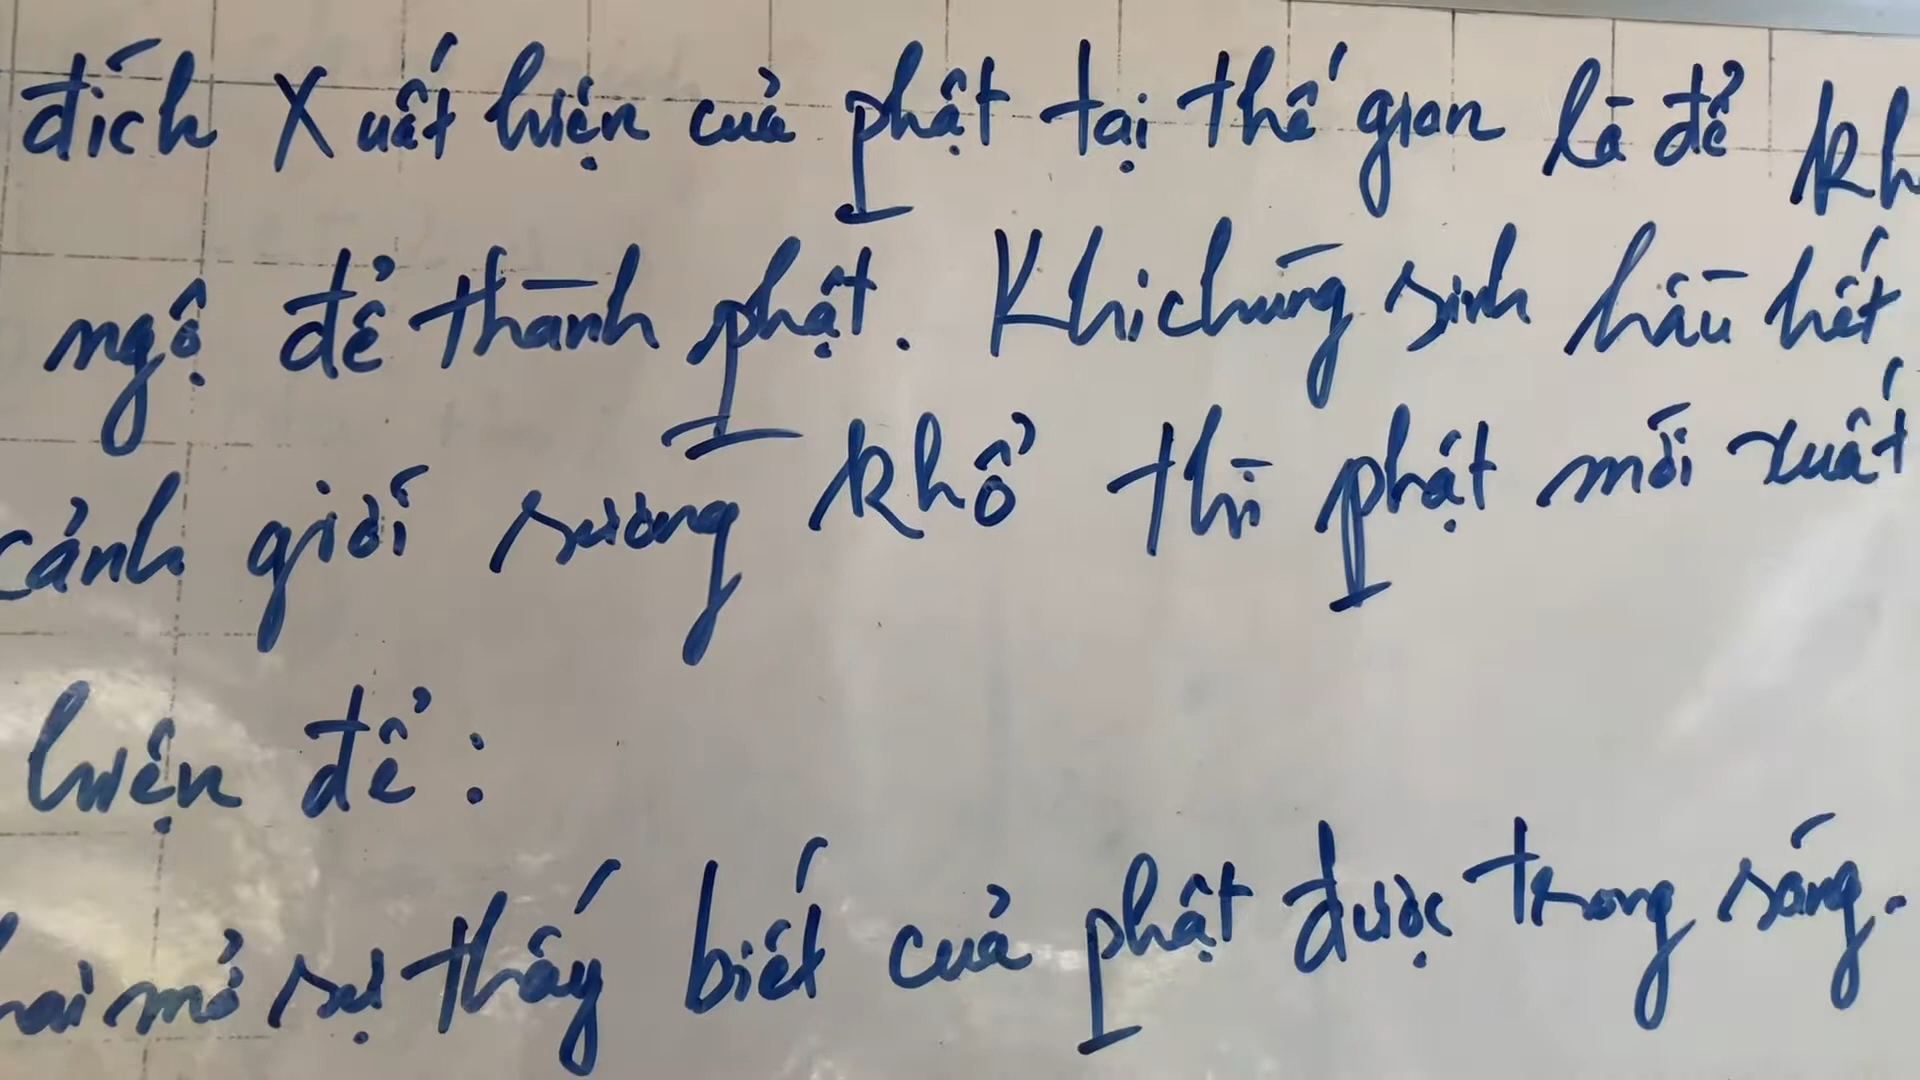 đích Xuất hiện của phật tại thế gian là để kh
ngộ để thành phật. Khi chúng sinh hầu hết
cảnh giới sướng khổ thì phật mới xuất
hiện để:
hai mở sự thấy biết của phật được trong sáng.